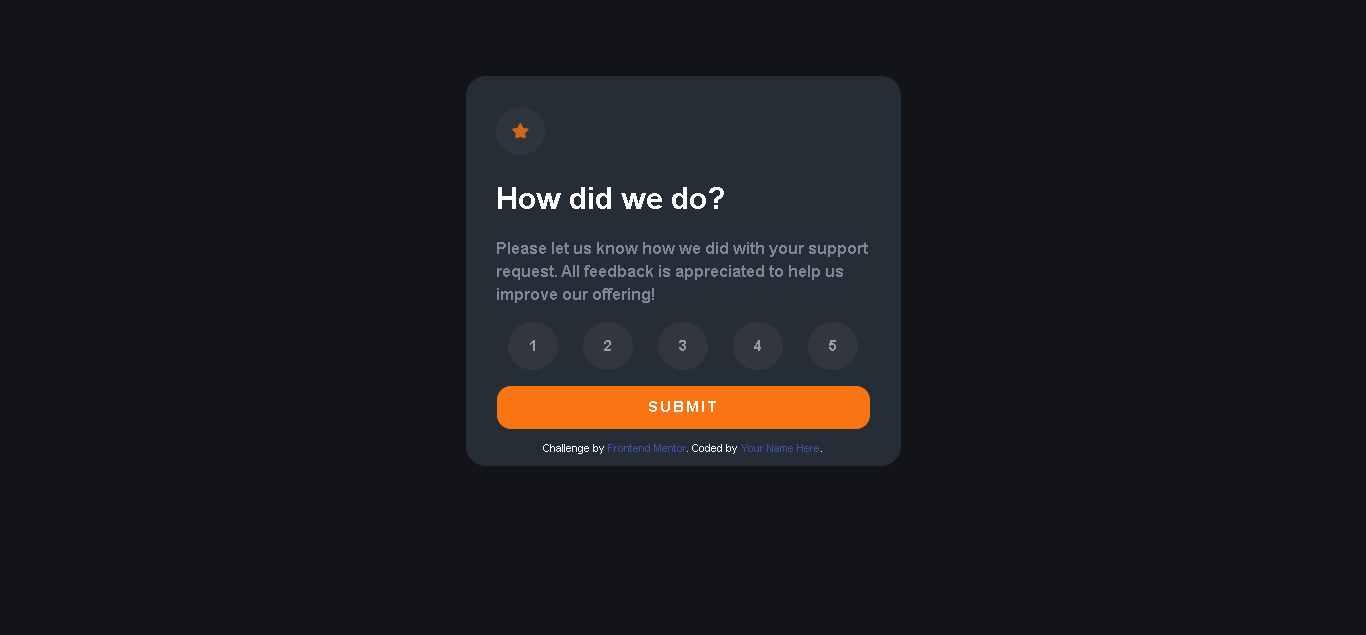 How did we do?
Please let us know how we did with your support
request. All feedback is appreciated to help us
improve our offering!
1 2 3 4 5
SUBMIT
Challenge by Frontend Mentor. Coded by Your Name Here.